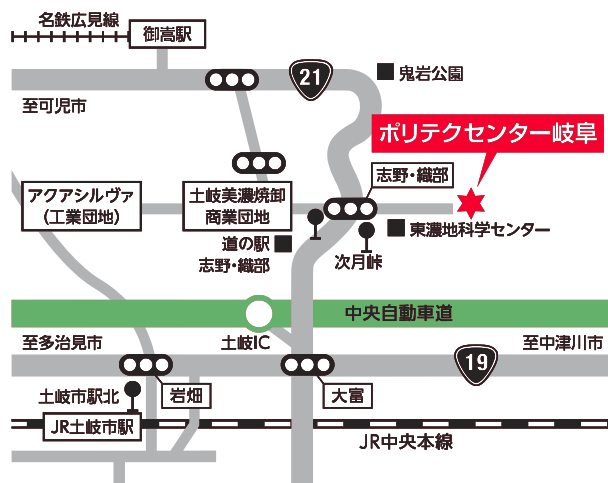 名鉄広見線
御嵩駅
21
鬼岩公園
至可児市
ポリテクセンター岐阜
志野・織部
アクアシルヴァ
（工業団地）
土岐美濃焼卸
商業団地
東濃地科学センター
道の駅
志野・織部
次月峠
中央自動車道
至多治見市
土岐IC
至中津川市
19
土岐市駅北
岩畑
大富
JR土岐市駅
JR中央本線